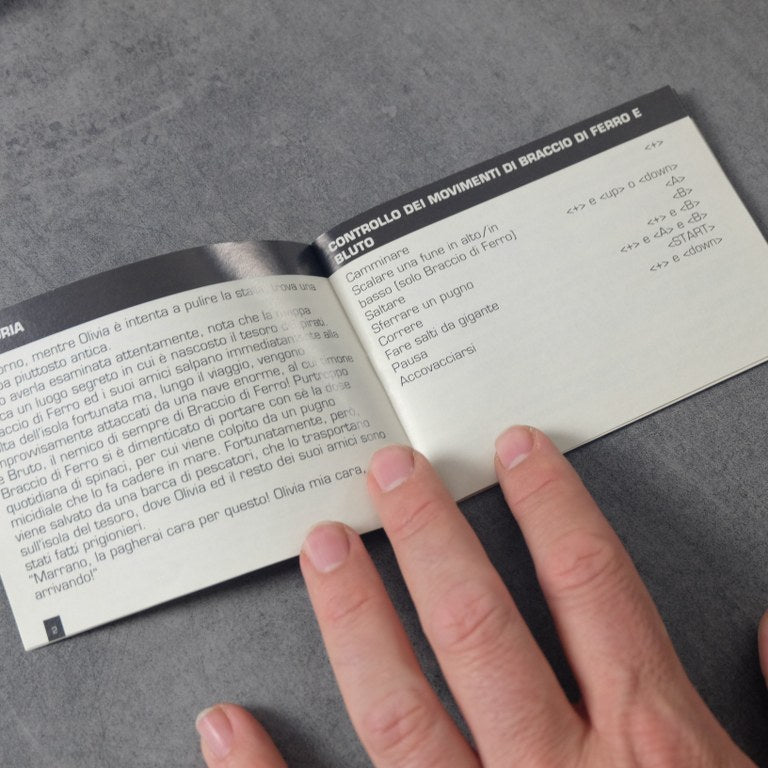 RIA
orno, mentre Olivia è intenta a pulire la stanza, trova una
pa piuttosto antica.
o averla esaminata attentamente, nota che la mappa
ca un luogo segreto in cui è nascosto il tesoro dei pirati.
accio di Ferro ed i suoi amici salpano immediatamente alla
lta dell'isola fortunata ma, lungo il viaggio, vengono
mprovvisamente attaccati da una nave enorme, al cui timone
è Bruto, il nemico di sempre di Braccio di Ferro! Purtroppo
Braccio di Ferro si è dimenticato di portare con sè la dose
quotidiana di spinaci, per cui viene colpito da un pugno
micidiale che lo fa cadere in mare. Fortunatamente, però,
viene salvato da una barca di pescatori, che lo trasportano
sull'isola del tesoro, dove Olivia ed il resto dei suoi amici sono
stati fatti prigionieri.
"Marrano, la pagherai cara per questo! Olivia mia cara,
arrivando!"
2
CONTROLLO DEI MOVIMENTI DI BRACCIO DI FERRO E
BLUTO
Camminare <+>
Scalare una fune in alto/in
basso (solo Braccio di Ferro) <+> e <up> o <down>
Saltare <A>
Sferrare un pugno <B>
Correre <+> e <B>
Fare salti da gigante <+> e <A> e <B>
Pausa <START>
Accovacciarsi <+> e <down>